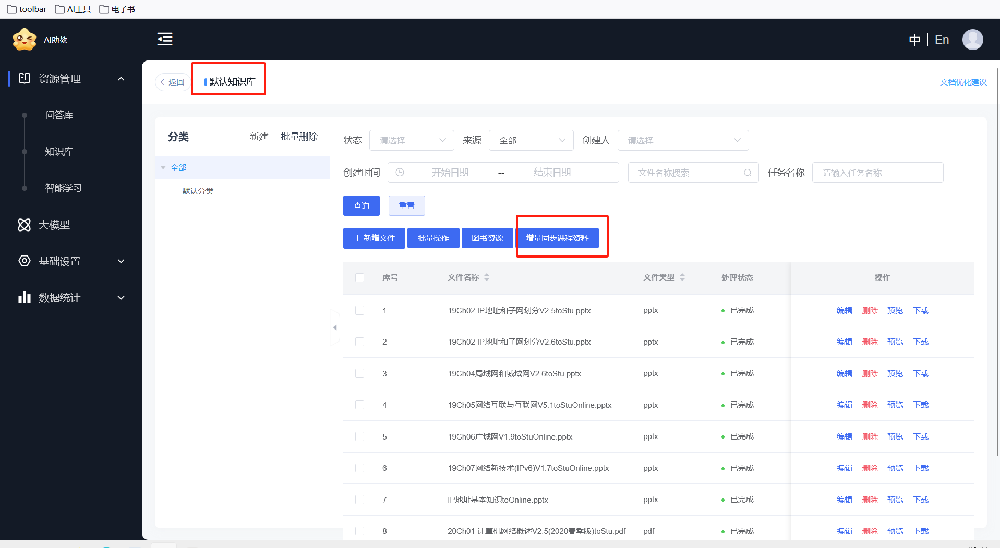 toolbar AI工具 电子书
AI助教
中 | En
资源管理
问答库
知识库
智能学习
大模型
基础设置
数据统计
返回 默认知识库 文档优化建议
分类 新建 批量删除
全部
默认分类
状态 请选择 来源 全部 创建人 请选择
创建时间 开始日期 -- 结束日期 文件名称搜索 任务名称 请输入任务名称
查询 重置
新增文件 批量操作 图书资源 增量同步课程资料
序号 文件名称 文件类型 处理状态 操作
1 19Ch02 IP地址和子网划分V2.5toStu.pptx pptx 已完成 编辑 删除 预览 下载
2 19Ch02 IP地址和子网划分V2.6toStu.pptx pptx 已完成 编辑 删除 预览 下载
3 19Ch04局域网和城域网V2.6toStu.pptx pptx 已完成 编辑 删除 预览 下载
4 19Ch05网络互联与互联网V5.1toStuOnline.pptx pptx 已完成 编辑 删除 预览 下载
5 19Ch06广域网V1.9toStuOnline.pptx pptx 已完成 编辑 删除 预览 下载
6 19Ch07网络新技术(IPv6)V1.7toStuOnline.pptx pptx 已完成 编辑 删除 预览 下载
7 IP地址基本知识toOnline.pptx pptx 已完成 编辑 删除 预览 下载
8 20Ch01 计算机网络概述V2.5(2020春季版)toStu.pdf pdf 已完成 编辑 删除 预览 下载